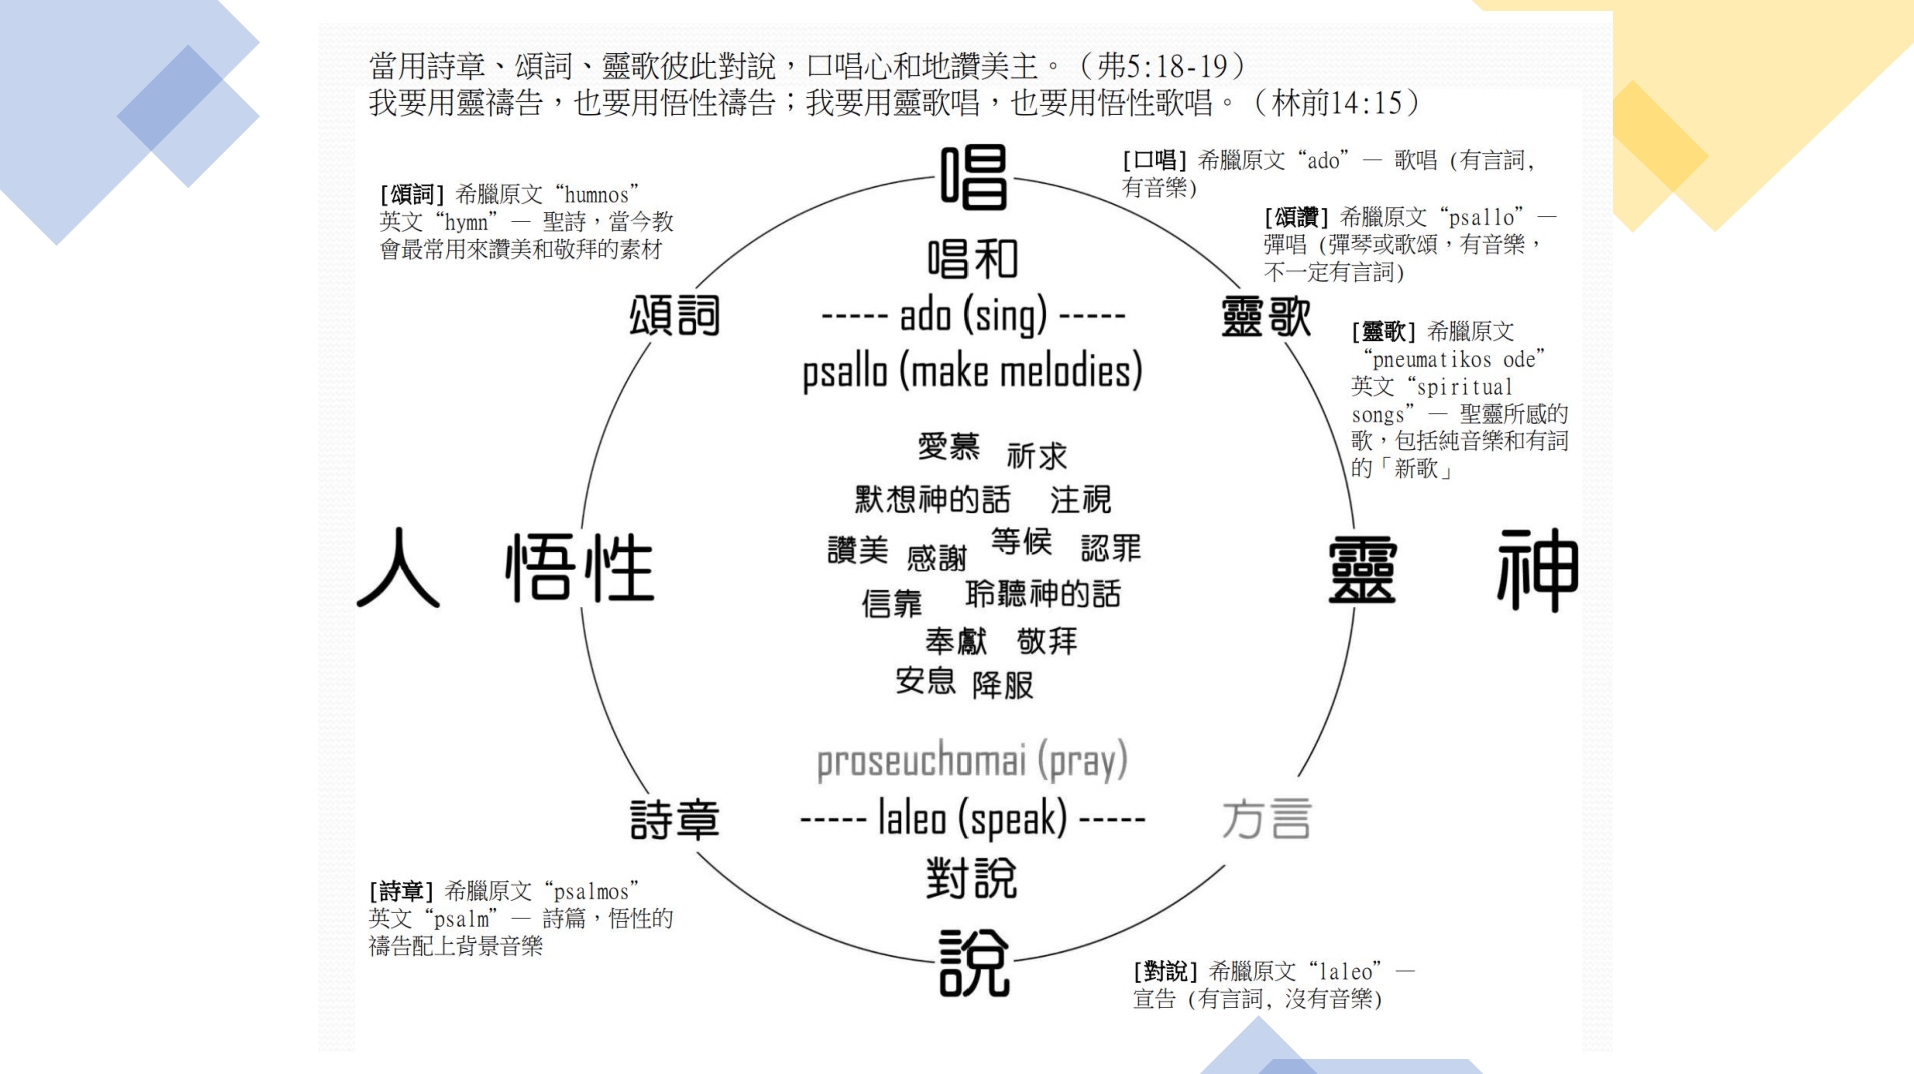 當用詩章、頌詞、靈歌彼此對說，口唱心和地讚美主。（弗5:18-19）
我要用靈禱告，也要用悟性禱告；我要用靈歌唱，也要用悟性歌唱。（林前14:15）
唱
[口唱] 希臘原文“ado”— 歌唱 (有言詞,
有音樂)
[頌詞] 希臘原文“humnos”
英文“hymn”— 聖詩，當今教
會最常用來讚美和敬拜的素材
[頌讚] 希臘原文“psallo”—
彈唱 (彈琴或歌頌，有音樂，
不一定有言詞)
唱和
頌詞
----- ado (sing) -----
靈歌
psallo (make melodies)
[靈歌] 希臘原文
“pneumatikos ode”
英文“spiritual
songs”— 聖靈所感的
歌，包括純音樂和有詞
的「新歌」
愛慕 祈求
默想神的話 注視
讚美 感謝 等候 認罪
信靠 聆聽神的話
奉獻 敬拜
安息 降服
人 悟性 靈 神
proseuchomai (pray)
詩章
----- laleo (speak) -----
方言
對說
說
[詩章] 希臘原文“psalmos”
英文“psalm”— 詩篇，悟性的
禱告配上背景音樂
[對說] 希臘原文“laleo”—
宣告 (有言詞, 沒有音樂)